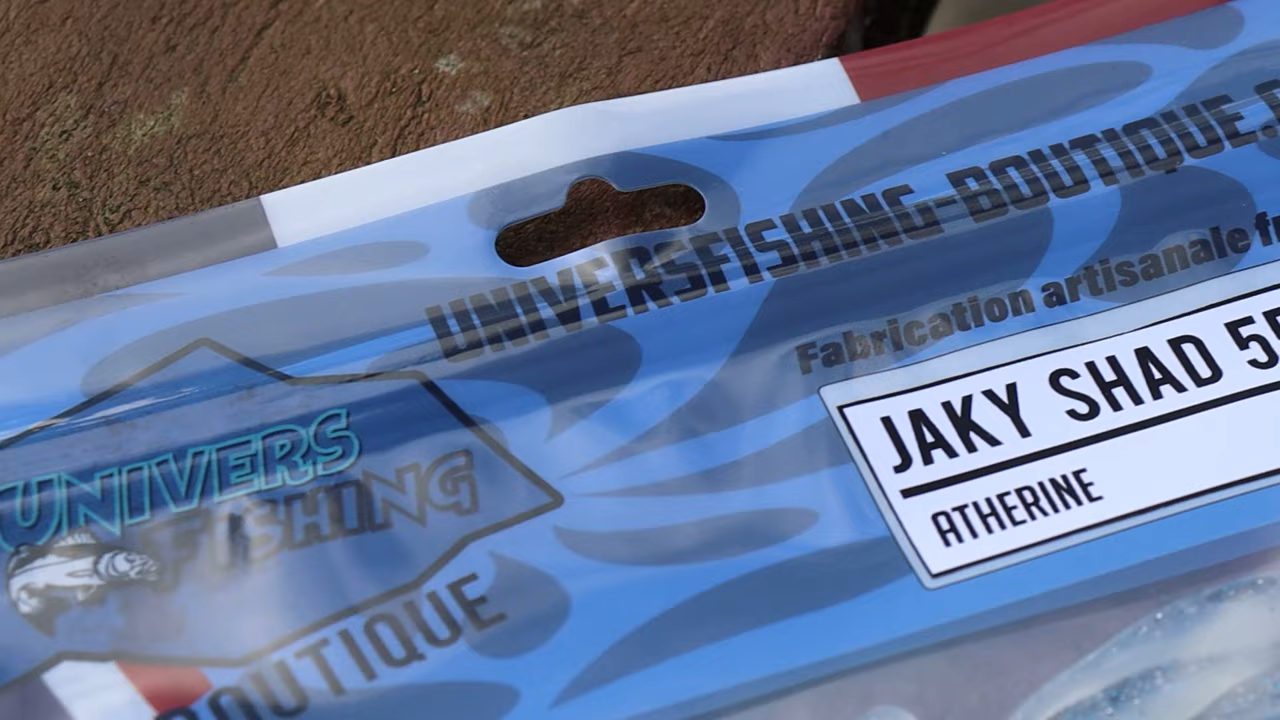 UNIVERSFISHING-BOUTIQUE.
Fabrication artisanale
JAKY SHAD
ATHERINE
UNIVERS
FISHING
BOUTIQUE